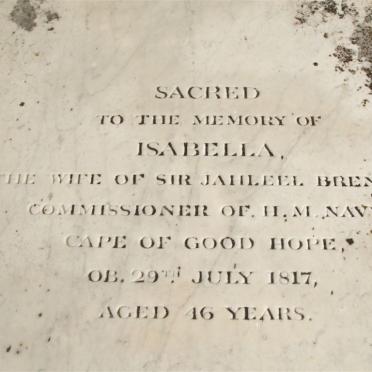 SACRED
TO THE MEMORY OF
ISABELLA,
THE WIFE OF SIR JAHLEEL BREN
COMMISSIONER OF H.M. NAV
CAPE OF GOOD HOPE,
OB. 29TH JULY 1817,
AGED 46 YEARS.